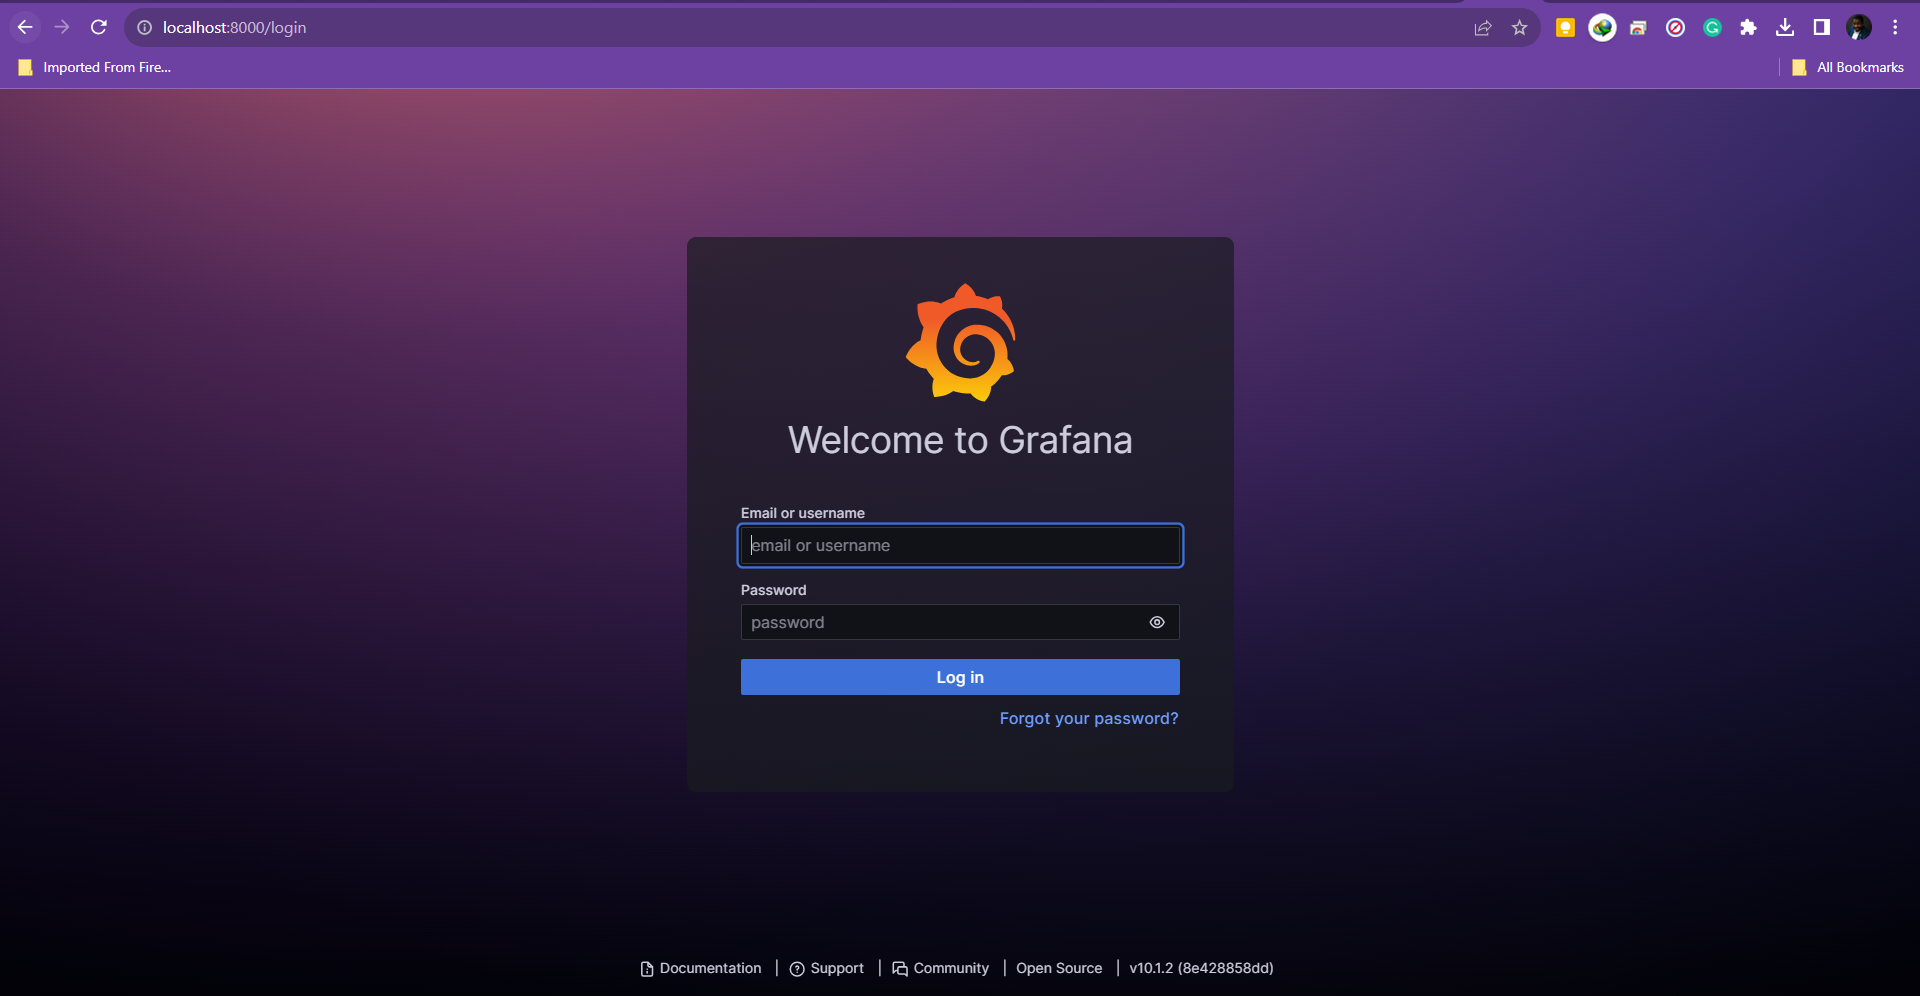 localhost:8000/login
Imported From Fire...
All Bookmarks
Welcome to Grafana
Email or username
email or username
Password
password
Log in
Forgot your password?
Documentation | Support | Community | Open Source | v10.1.2 (8e428858dd)